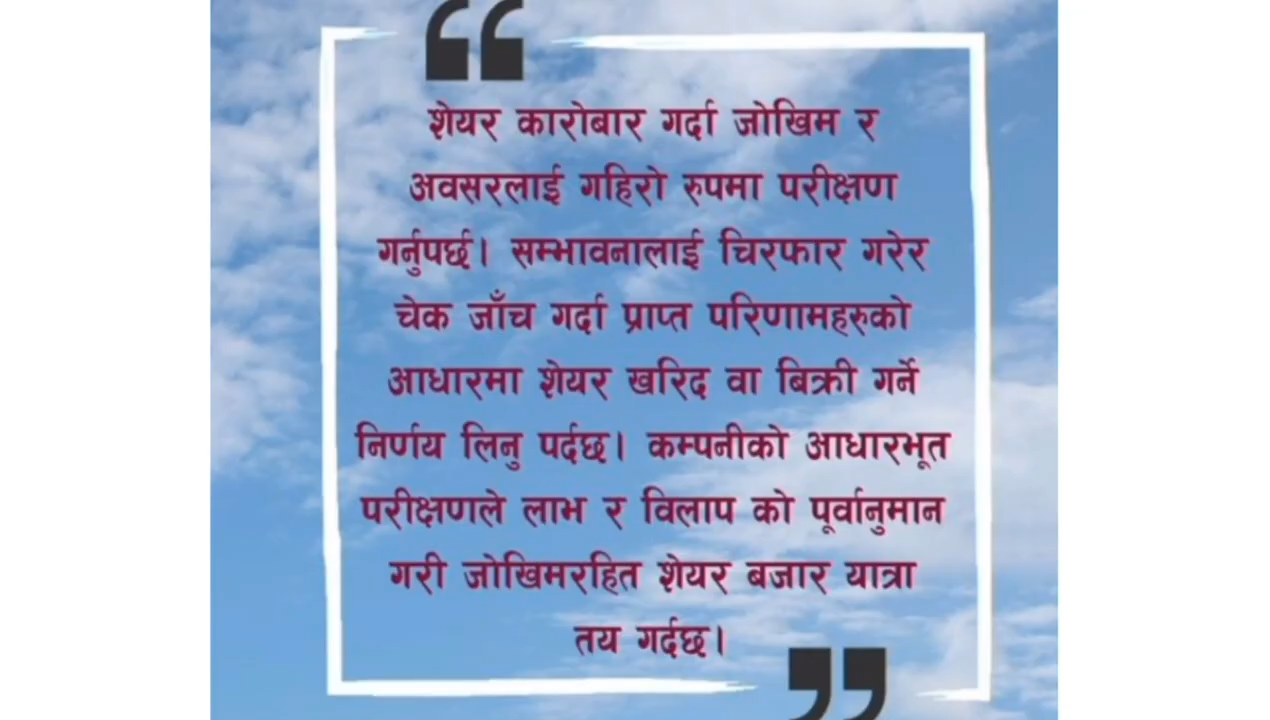 शेयर कारोबार गर्दा जोखिम र
अवसरलाई गहिरो रुपमा परीक्षण
गर्नुपर्छ। सम्भावनालाई चिरफार गरेर
चेक जाँच गर्दा प्राप्त परिणामहरुको
आधारमा शेयर खरिद वा बिक्री गर्ने
निर्णय लिनु पर्दछ। कम्पनीको आधारभूत
परीक्षणले लाभ र विलाप को पूर्वानुमान
गरी जोखिमरहित शेयर बजार यात्रा
तय गर्दछ।